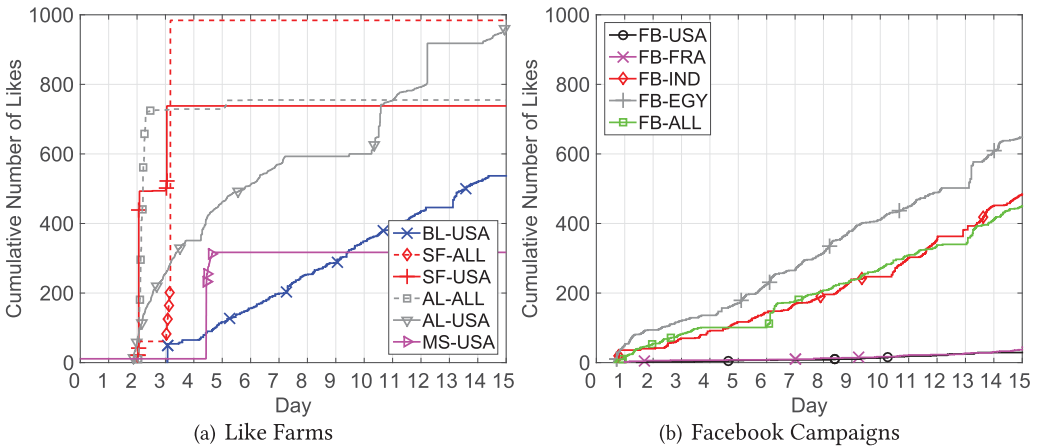 1000
800
600
400
200
0
Cumulative Number of Likes
0 1 2 3 4 5 6 7 8 9 10 11 12 13 14 15
Day
BL-USA
SF-ALL
SF-USA
AL-ALL
AL-USA
MS-USA
(a) Like Farms
1000
800
600
400
200
0
Cumulative Number of Likes
0 1 2 3 4 5 6 7 8 9 10 11 12 13 14 15
Day
FB-USA
FB-FRA
FB-IND
FB-EGY
FB-ALL
(b) Facebook Campaigns